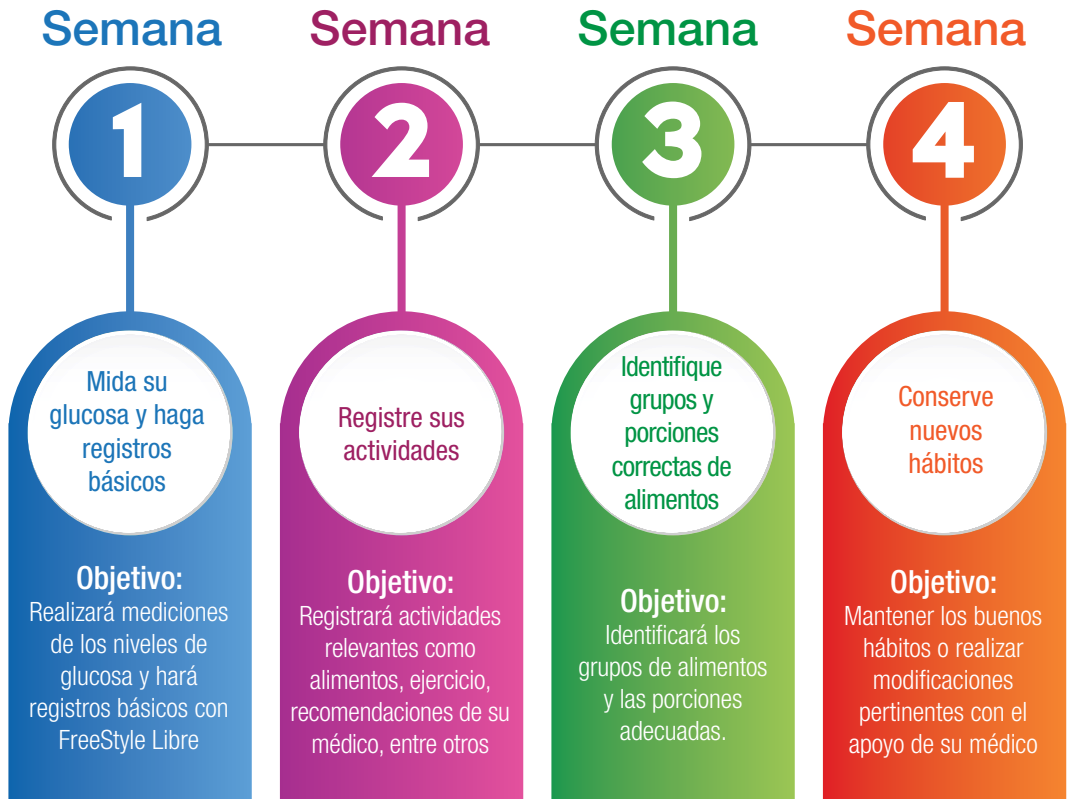 Semana
1
Mida su
glucosa y haga
registros
básicos
Objetivo:
Realizará mediciones
de los niveles de
glucosa y hará
registros básicos con
FreeStyle Libre
Semana
2
Registre sus
actividades
Objetivo:
Registrará actividades
relevantes como
alimentos, ejercicio,
recomendaciones de su
médico, entre otros
Semana
3
Identifique
grupos y
porciones
correctas de
alimentos
Objetivo:
Identificará los
grupos de alimentos
y las porciones
adecuadas.
Semana
4
Conserve
nuevos
hábitos
Objetivo:
Mantener los buenos
hábitos o realizar
modificaciones
pertinentes con el
apoyo de su médico